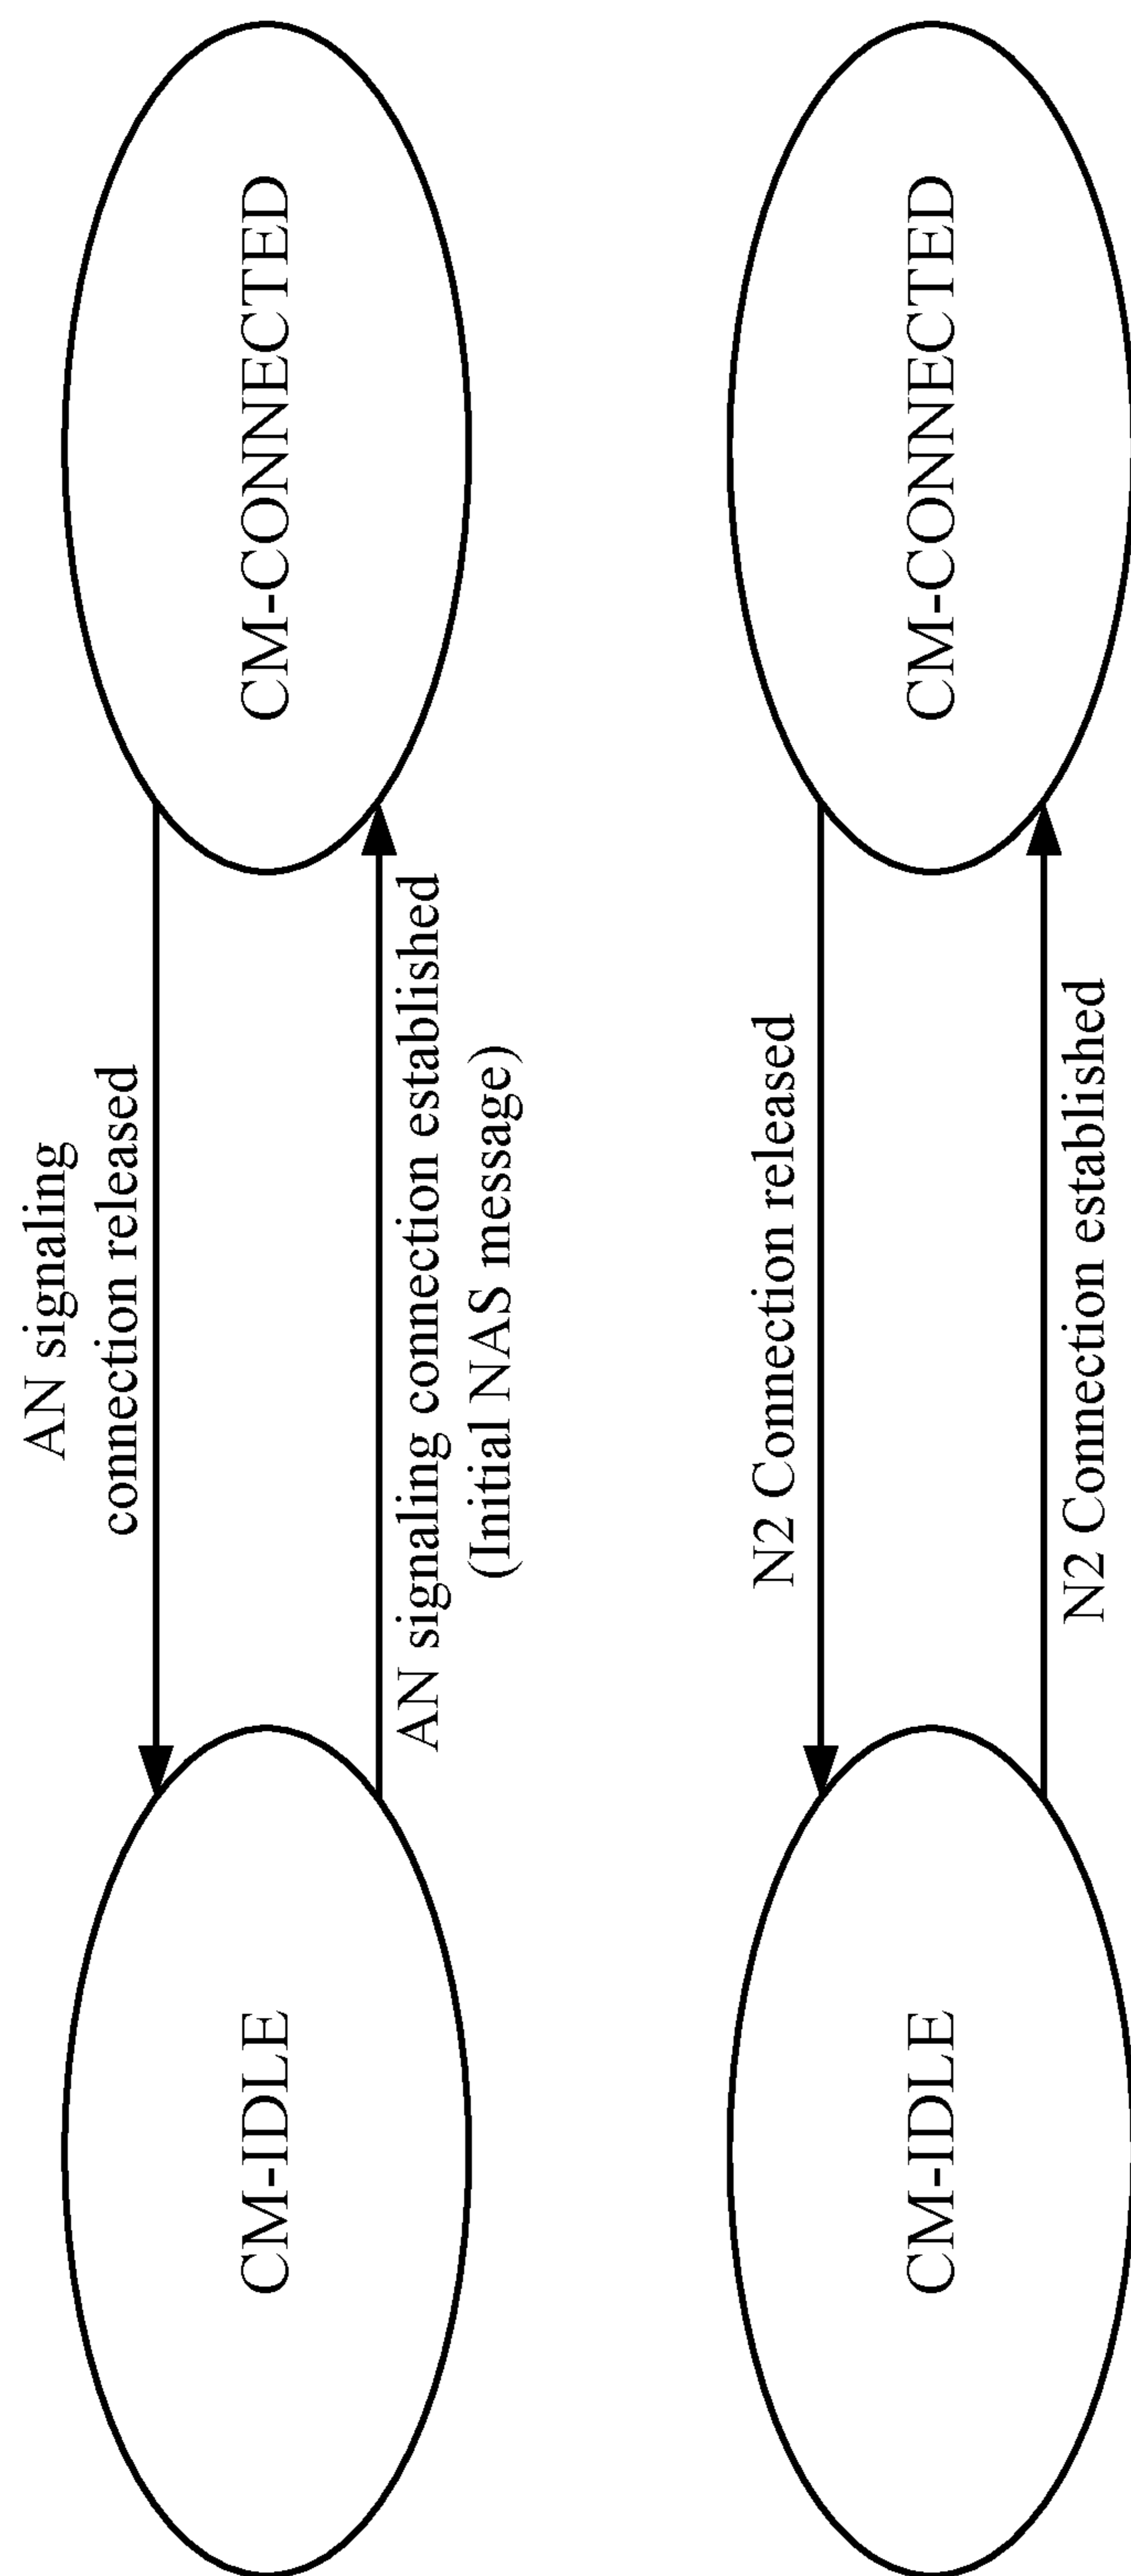 AN signaling
connection released
CM-IDLE
CM-CONNECTED
AN signaling connection established
(Initial NAS message)
N2 Connection released
CM-IDLE
CM-CONNECTED
N2 Connection established